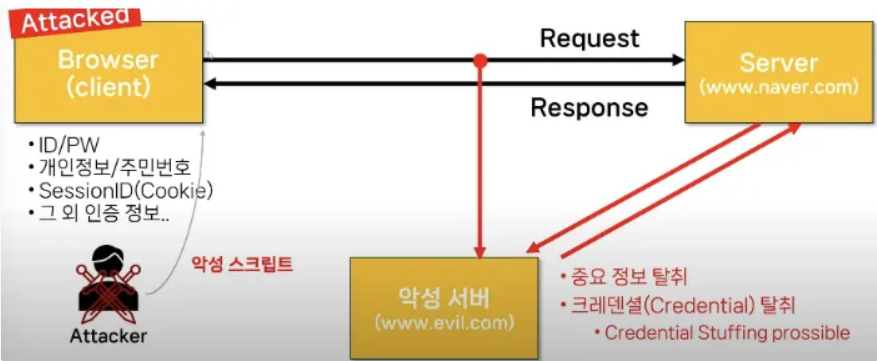 Attacked
Browser
(client)
Request
Response
Server
(www.naver.com)
• ID/PW
• 개인정보/주민번호
• SessionID(Cookie)
• 그 외 인증 정보..
악성 스크립트
Attacker
악성 서버
(www.evil.com)
• 중요 정보 탈취
• 크레덴셜(Credential) 탈취
• Credential Stuffing prossible